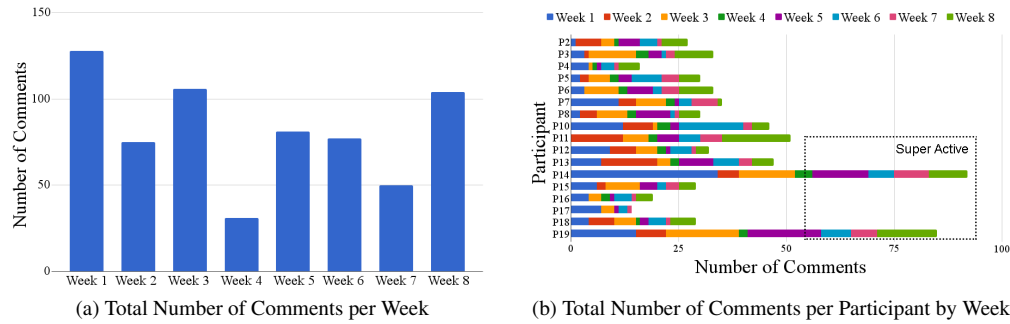 150
100
50
0
Number of Comments
Week 1 Week 2 Week 3 Week 4 Week 5 Week 6 Week 7 Week 8
(a) Total Number of Comments per Week
Week 1 Week 2 Week 3 Week 4 Week 5 Week 6 Week 7 Week 8
Participant
P2
P3
P4
P5
P6
P7
P8
P10
P11
P12
P13
P14
P15
P16
P17
P18
P19
Super Active
0 25 50 75 100
Number of Comments
(b) Total Number of Comments per Participant by Week